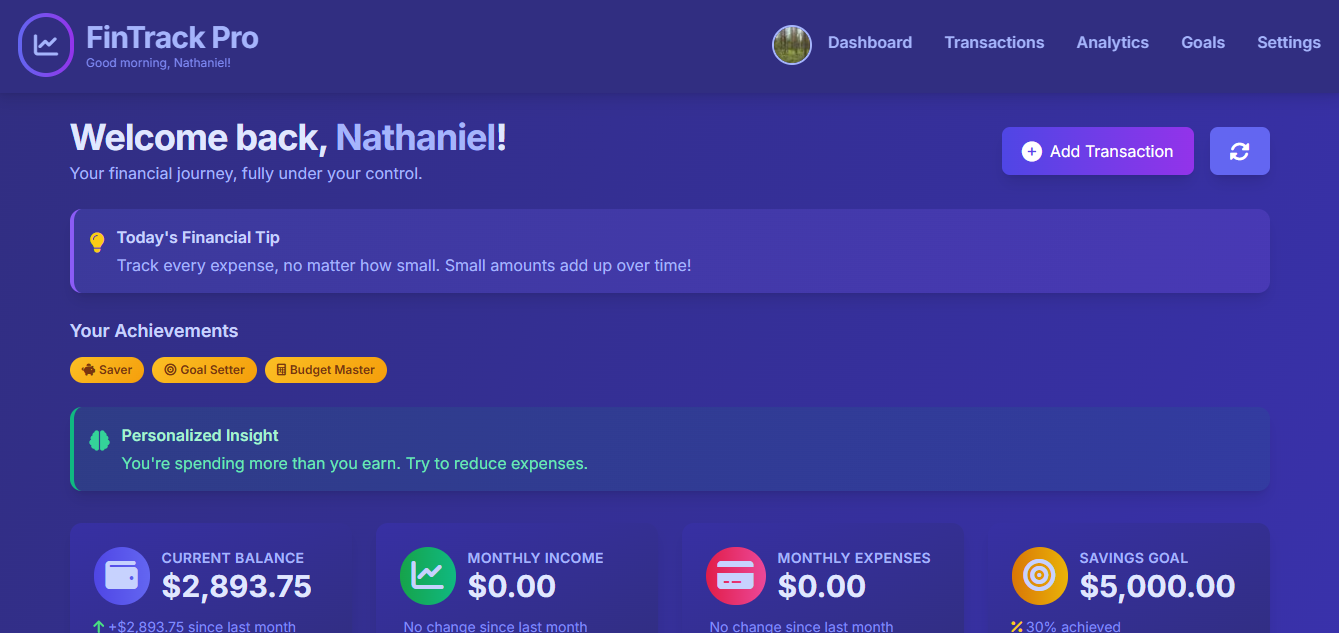 FinTrack Pro
Good morning, Nathaniel!
Dashboard
Transactions
Analytics
Goals
Settings
Welcome back, Nathaniel!
Your financial journey, fully under your control.
Add Transaction
Today's Financial Tip
Track every expense, no matter how small. Small amounts add up over time!
Your Achievements
Saver
Goal Setter
Budget Master
Personalized Insight
You're spending more than you earn. Try to reduce expenses.
CURRENT BALANCE
$2,893.75
+$2,893.75 since last month
MONTHLY INCOME
$0.00
No change since last month
MONTHLY EXPENSES
$0.00
No change since last month
SAVINGS GOAL
$5,000.00
30% achieved